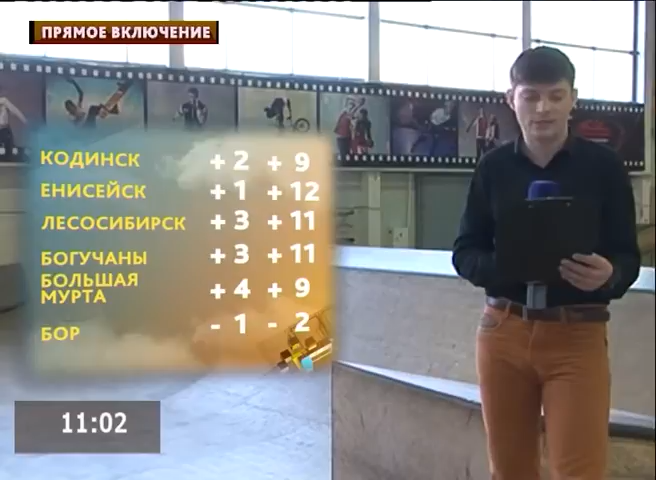 ПРЯМОЕ ВКЛЮЧЕНИЕ
КОДИНСК +2 +9
ЕНИСЕЙСК +1 +12
ЛЕСОСИБИРСК +3 +11
БОГУЧАНЫ +3 +11
БОЛЬШАЯ
МУРТА +4 +9
БОР -1 -2
11:02